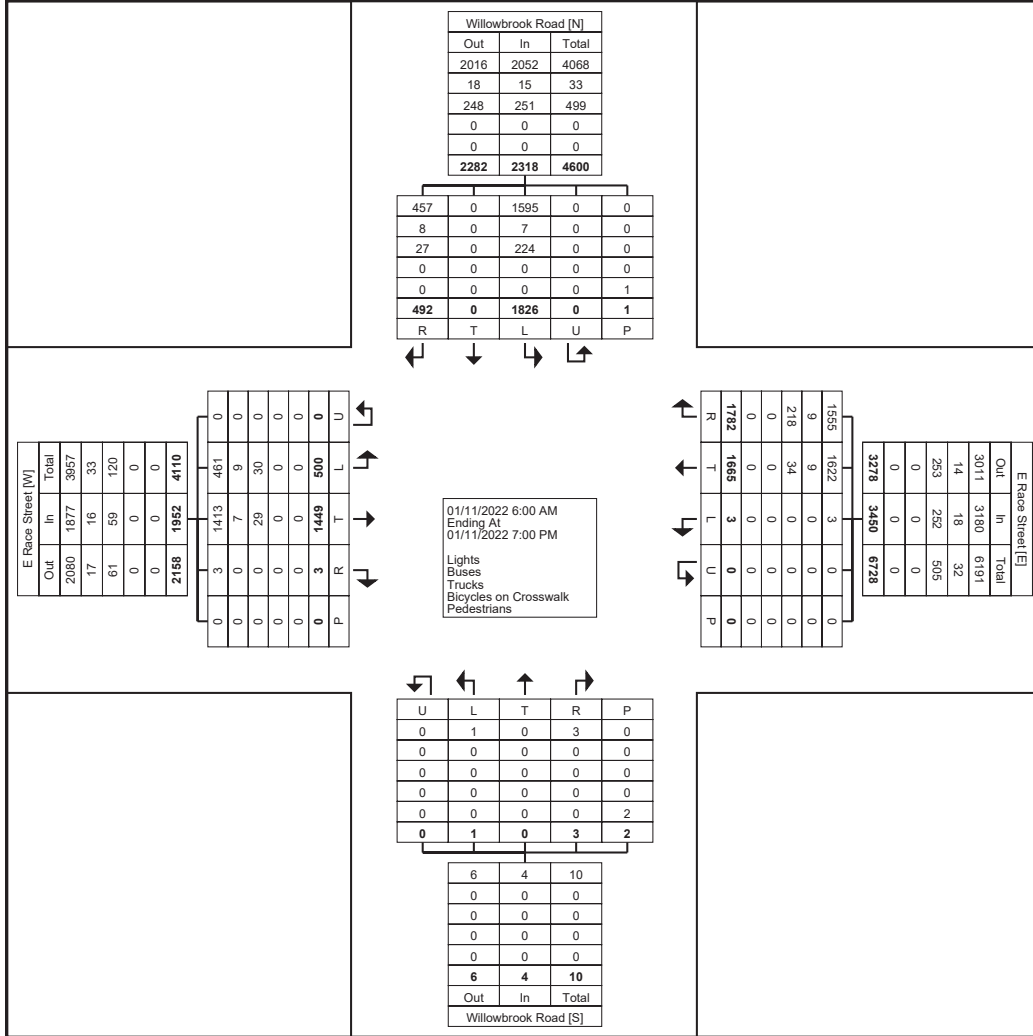 Willowbrook Road [N]
Out In Total
2016 2052 4068
18 15 33
248 251 499
0 0 0
0 0 0
2282 2318 4600
457 0 1595 0 0
8 0 7 0 0
27 0 224 0 0
0 0 0 0 0
0 0 0 0 1
492 0 1826 0 1
R T L U P
E Race Street [W]
Total 3957 33 120 0 0 4110
In 1877 16 59 0 0 1952
Out 2080 17 61 0 0 2158
0 0 0 0 0 0 U
461 9 30 0 0 500 L
1413 7 29 0 0 1449 T
3 0 0 0 0 3 R
0 0 0 0 0 0 P
01/11/2022 6:00 AM
Ending At
01/11/2022 7:00 PM
Lights
Buses
Trucks
Bicycles on Crosswalk
Pedestrians
R 1782 0 0 218 9 1555
T 1665 0 0 34 9 1622
L 3 0 0 0 0 3
U 0 0 0 0 0 0
P 0 0 0 0 0 0
E Race Street [E]
Out 3011 14 253 0 0 3278
In 3180 18 252 0 0 3450
Total 6191 32 505 0 0 6728
U L T R P
0 1 0 3 0
0 0 0 0 0
0 0 0 0 0
0 0 0 0 0
0 0 0 0 2
0 1 0 3 2
6 4 10
0 0 0
0 0 0
0 0 0
0 0 0
6 4 10
Out In Total
Willowbrook Road [S]